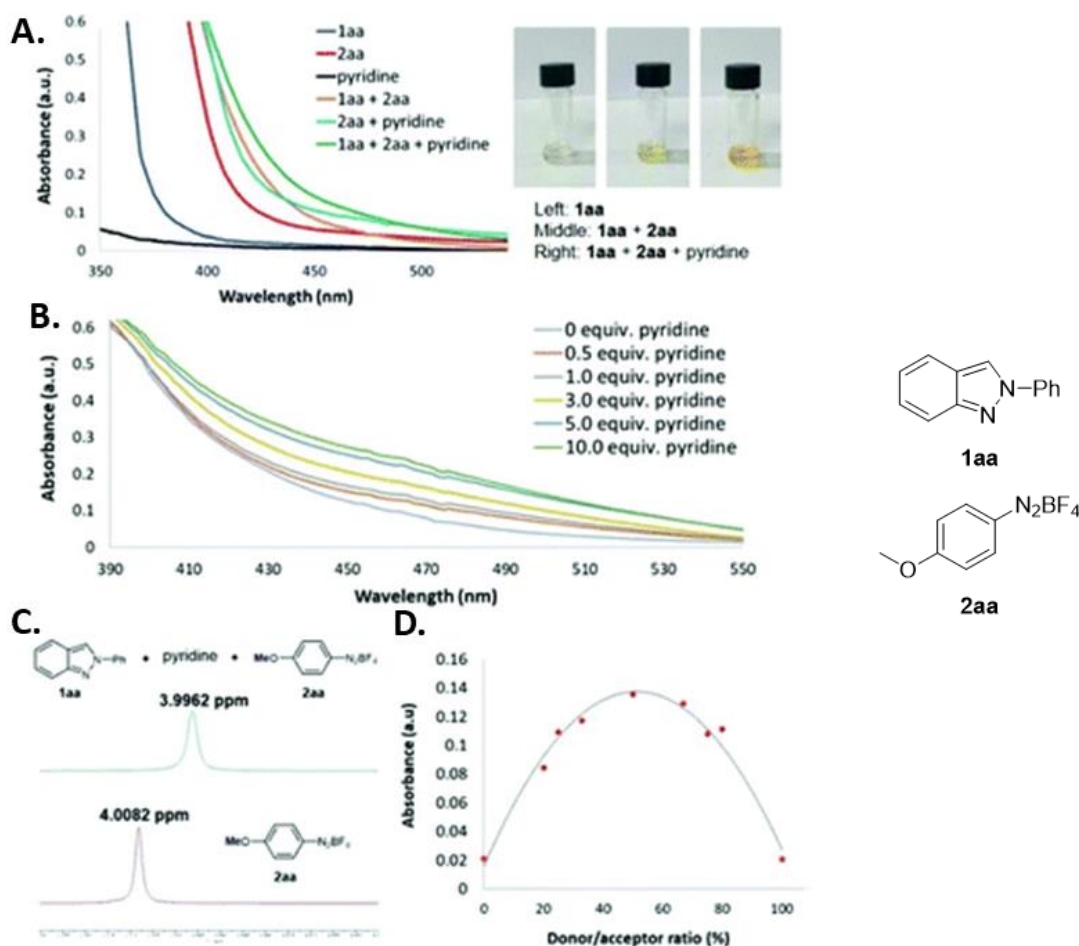 A.
0.6
0.5
0.4
0.3
0.2
0.1
0
Absorbance (a.u.)
350
400
450
500
Wavelength (nm)
1aa
2aa
pyridine
1aa + 2aa
2aa + pyridine
1aa + 2aa + pyridine
Left: 1aa
Middle: 1aa + 2aa
Right: 1aa + 2aa + pyridine
B.
0.6
0.5
0.4
0.3
0.2
0.1
0
Absorbance (a.u.)
390
410
430
450
470
490
510
530
550
Wavelength (nm)
0 equiv. pyridine
0.5 equiv. pyridine
1.0 equiv. pyridine
3.0 equiv. pyridine
5.0 equiv. pyridine
10.0 equiv. pyridine
N
N
Ph
1aa
N₂BF₄
O
2aa
C.
N
N
Ph
1aa
+ pyridine +
MeO
N₂BF₄
2aa
3.9962 ppm
4.0082 ppm
MeO
N₂BF₄
2aa
D.
0.16
0.14
0.12
0.1
0.08
0.06
0.04
0.02
0
Absorbance (a.u)
0
20
40
60
80
100
Donor/acceptor ratio (%)